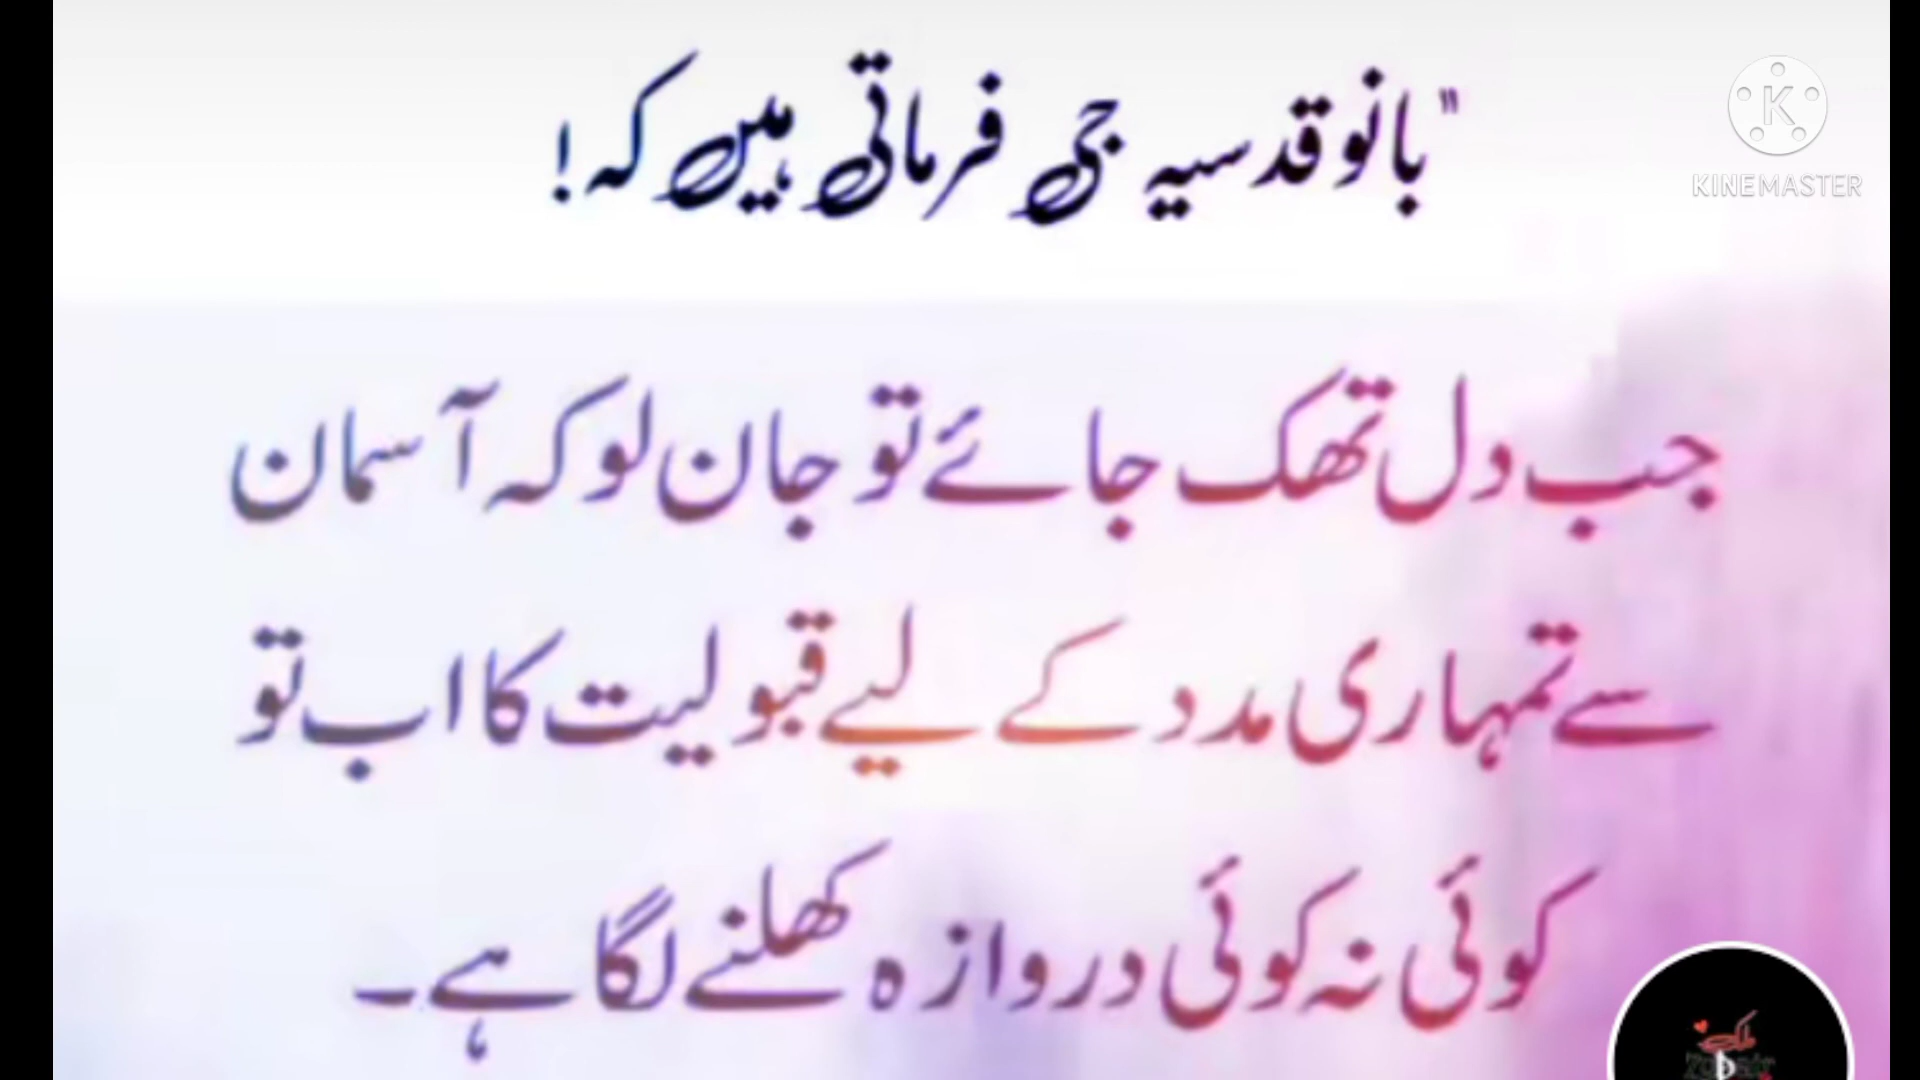 "بانو قدسیہ جی فرماتی ہیں کہ!
KINEMASTER
جب دل تھک جائے تو جان لو کہ آسمان
سے تمہاری مدد کے لیے قبولیت کا اب تو
کوئی نہ کوئی دروازہ کھلنے لگا ہے۔
ملک